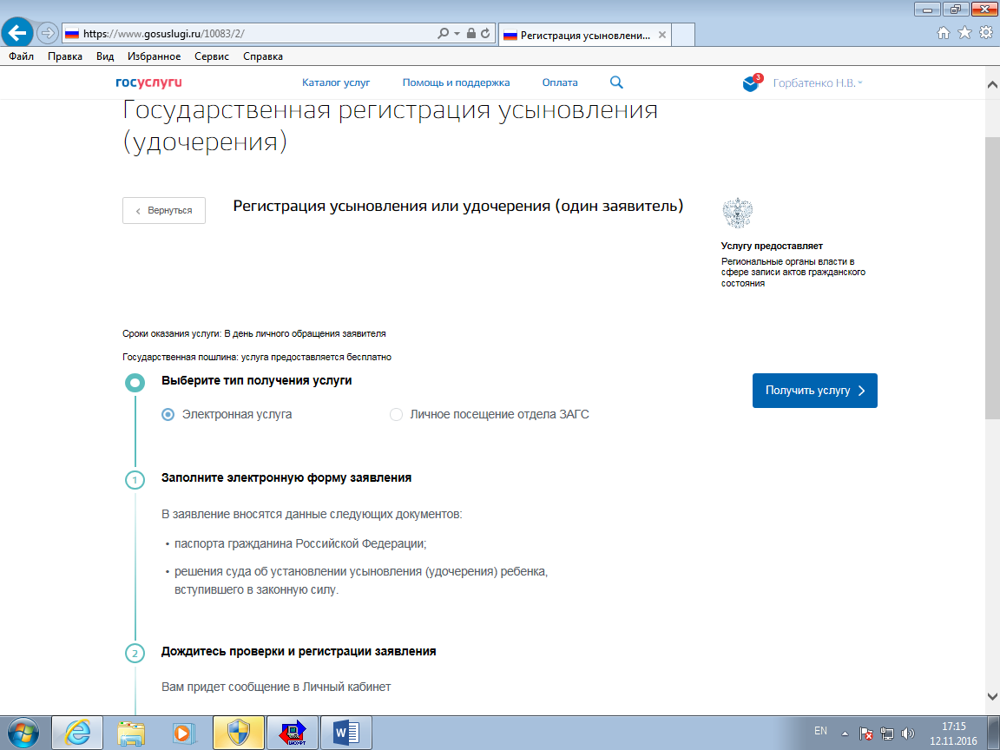 https://www.gosuslugi.ru/10083/2/
Регистрация усыновлени...
Файл Правка Вид Избранное Сервис Справка
госуслуги Каталог услуг Помощь и поддержка Оплата 3 Горбатенко Н.В.
Государственная регистрация усыновления
(удочерения)
Вернуться
Регистрация усыновления или удочерения (один заявитель)
Услугу предоставляет
Региональные органы власти в
сфере записи актов гражданского
состояния
Сроки оказания услуги: В день личного обращения заявителя
Государственная пошлина: услуга предоставляется бесплатно
Выберите тип получения услуги
Получить услугу
Электронная услуга Личное посещение отдела ЗАГС
1 Заполните электронную форму заявления
В заявление вносятся данные следующих документов:
• паспорта гражданина Российской Федерации;
• решения суда об установлении усыновления (удочерения) ребенка,
вступившего в законную силу.
2 Дождитесь проверки и регистрации заявления
Вам придет сообщение в Личный кабинет
EN
17:15
12.11.2016